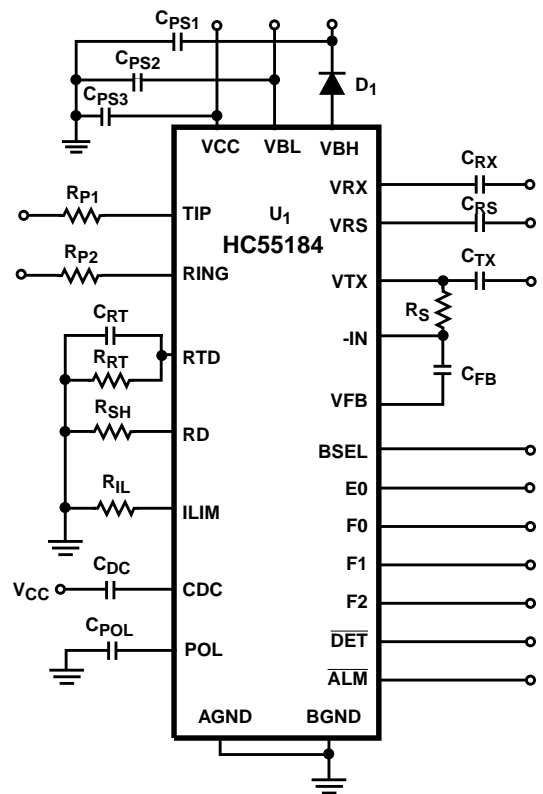 CPS1
CPS2
CPS3
D1
VCC VBL VBH
RP1
TIP
RP2
RING
U1
HC55184
CRT
RRT
RTD
RSH
RD
RIL
ILIM
VCC
CDC
CDC
CPOL
POL
AGND BGND
VRX
CRX
VRS
CRS
VTX
CTX
RS
-IN
CFB
VFB
BSEL
E0
F0
F1
F2
DET
ALM